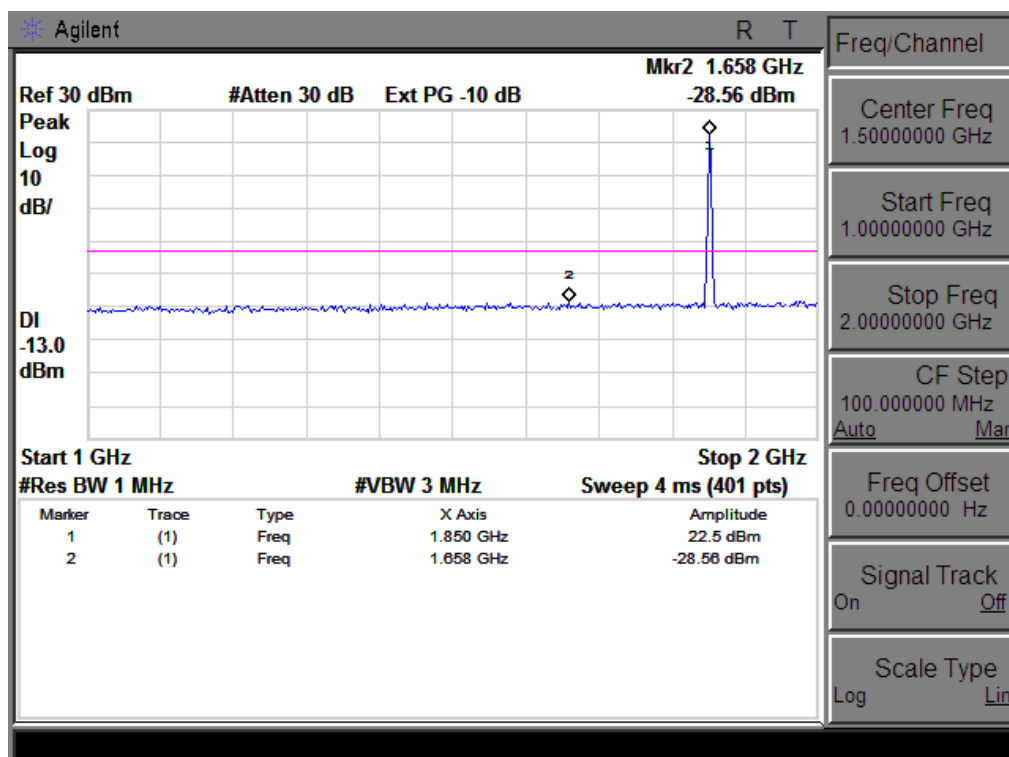 Agilent R T
Mkr2 1.658 GHz
Ref 30 dBm #Atten 30 dB Ext PG -10 dB -28.56 dBm
Peak
Log
10
dB/
1
2
DI
-13.0
dBm
Start 1 GHz Stop 2 GHz
#Res BW 1 MHz #VBW 3 MHz Sweep 4 ms (401 pts)
Marker Trace Type X Axis Amplitude
1 (1) Freq 1.850 GHz 22.5 dBm
2 (1) Freq 1.658 GHz -28.56 dBm
Freq/Channel
Center Freq
1.50000000 GHz
Start Freq
1.00000000 GHz
Stop Freq
2.00000000 GHz
CF Step
100.000000 MHz
Auto Man
Freq Offset
0.00000000 Hz
Signal Track
On Off
Scale Type
Log Lin